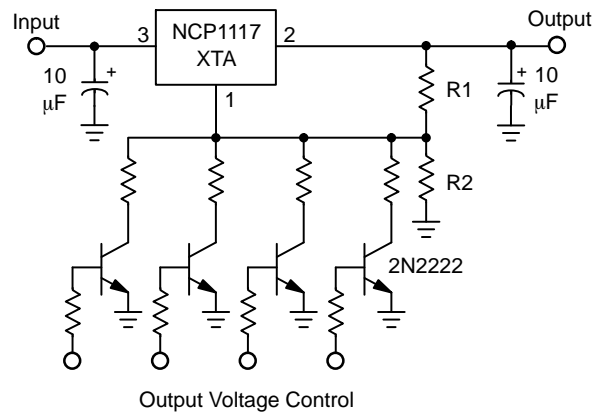 Input
Output
3
NCP1117
XTA
2
1
10
µF
+
+
10
µF
R1
R2
2N2222
Output Voltage Control